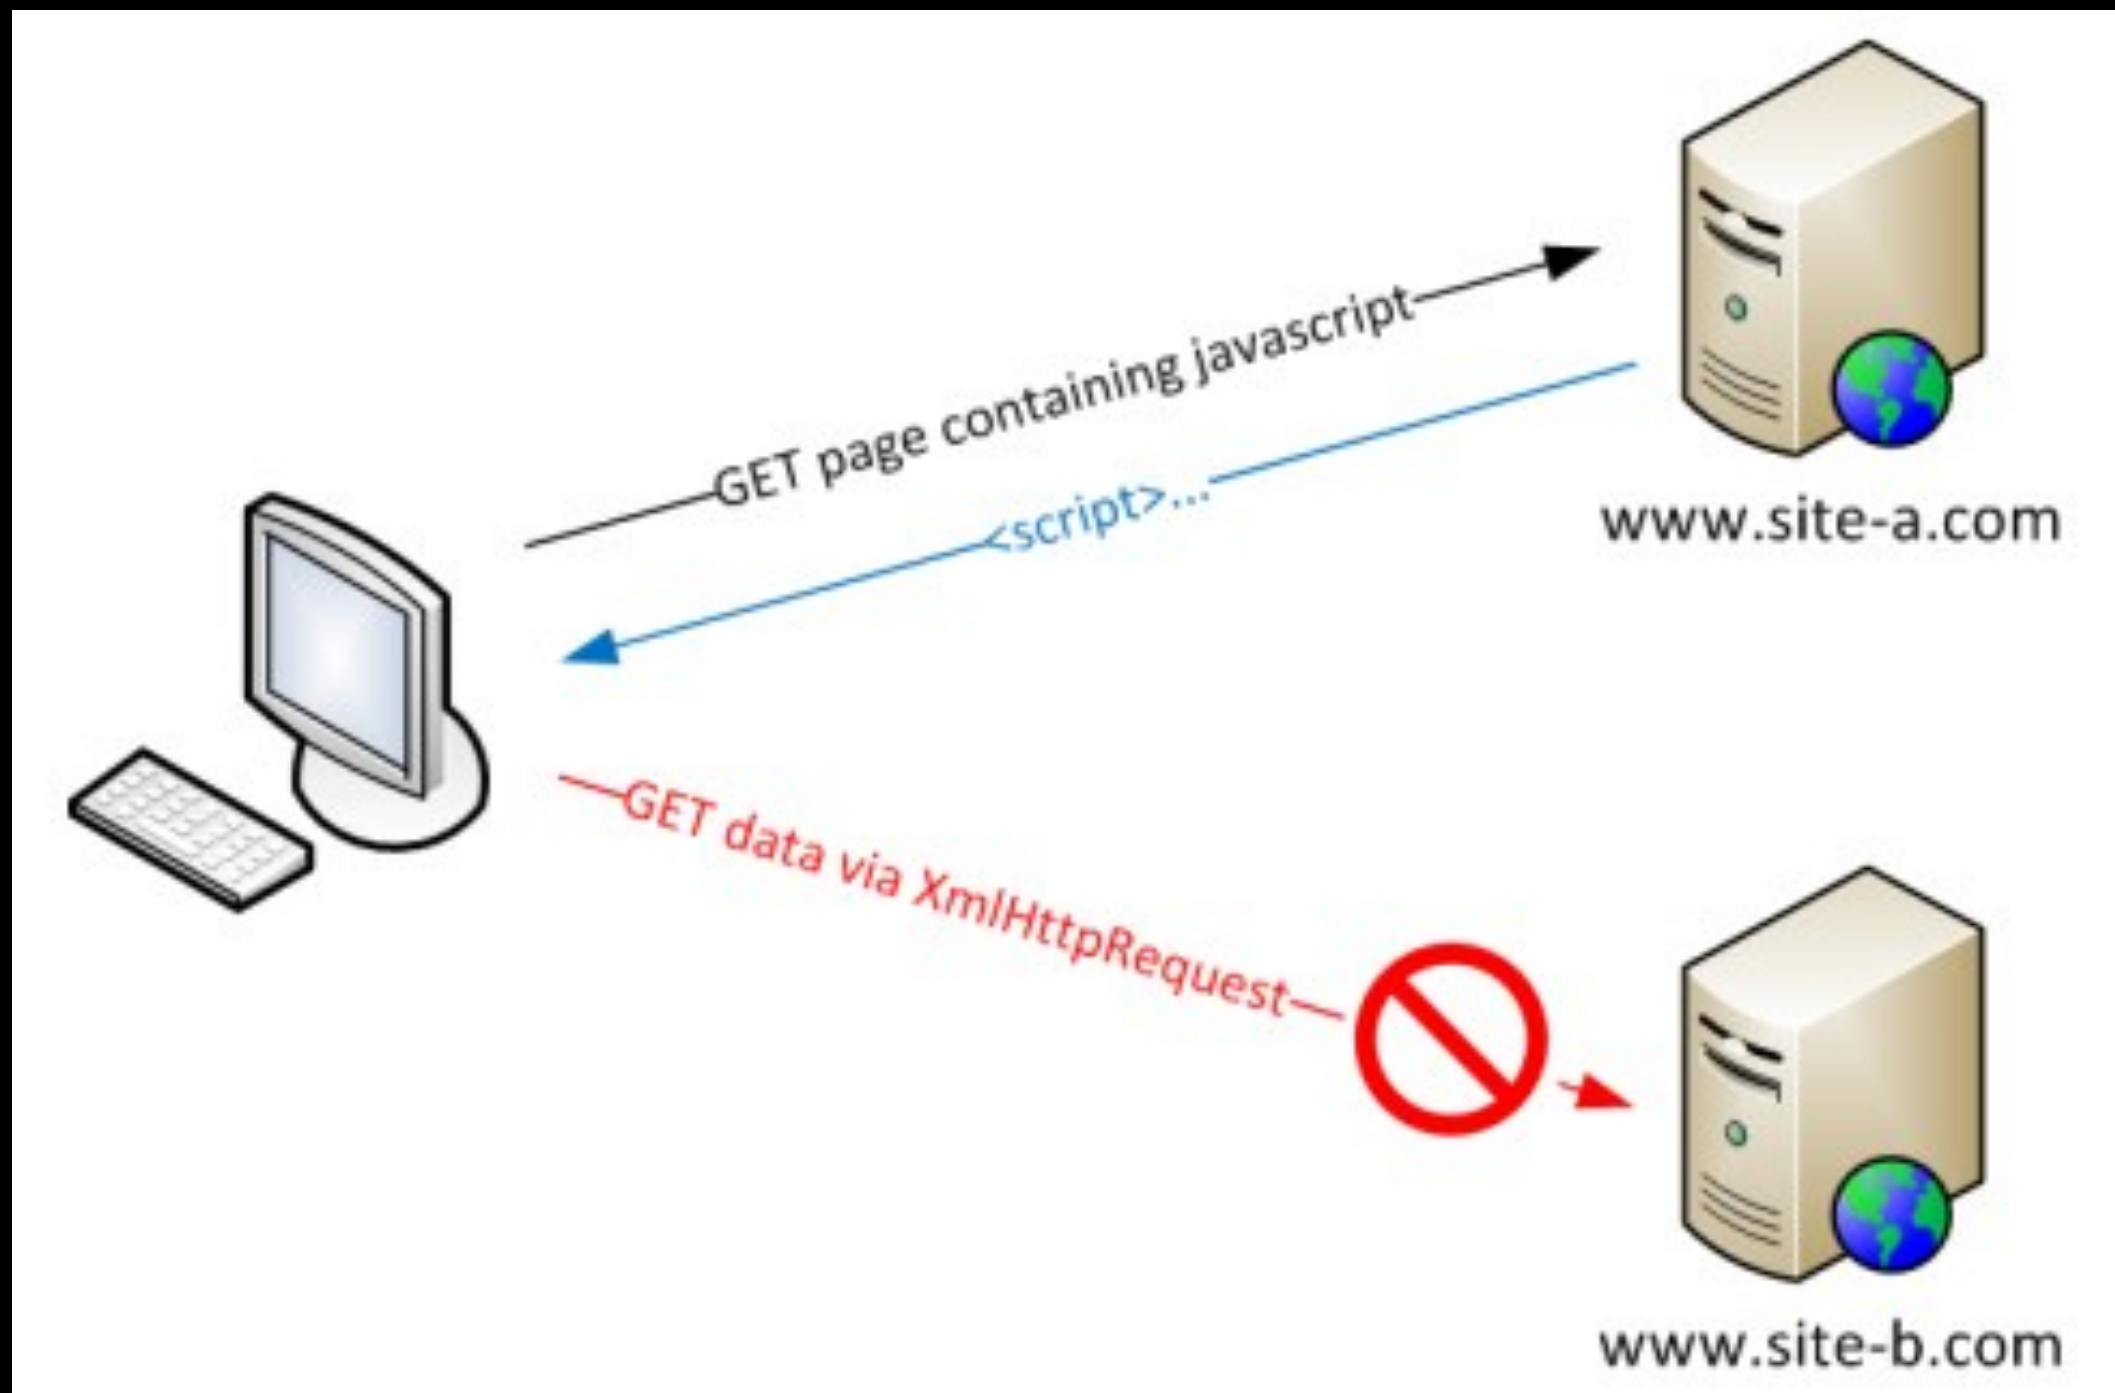 GET page containing javascript
www.site-a.com
<script>...
GET data via XmlHttpRequest
www.site-b.com